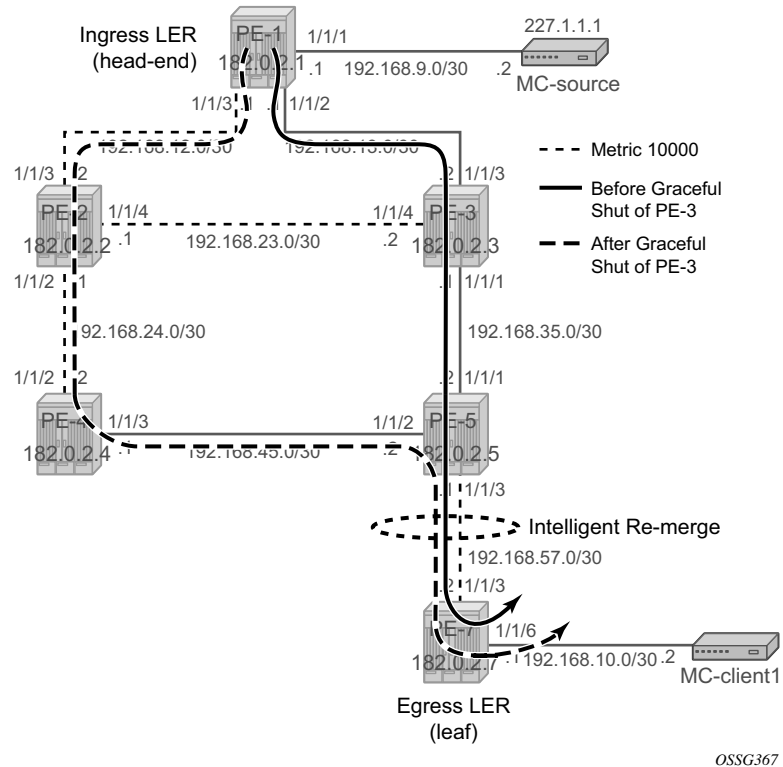 227.1.1.1
Ingress LER
(head-end)
PE-1
182.0.2.1
1/1/1
.1
192.168.9.0/30
.2
MC-source
1/1/3
.1
.1
1/1/2
192.168.12.0/30
192.168.13.0/30
Metric 10000
Before Graceful
Shut of PE-3
After Graceful
Shut of PE-3
1/1/3
.2
PE-2
182.0.2.2
1/1/4
.1
192.168.23.0/30
1/1/4
.2
1/1/3
.2
PE-3
182.0.2.3
1/1/2
.1
.1
1/1/1
92.168.24.0/30
192.168.35.0/30
1/1/2
.2
.2
1/1/1
PE-4
182.0.2.4
1/1/3
.1
192.168.45.0/30
1/1/2
.2
PE-5
182.0.2.5
.1
1/1/3
Intelligent Re-merge
192.168.57.0/30
.2
1/1/3
PE-7
182.0.2.7
1/1/6
.1
192.168.10.0/30
.2
MC-client1
Egress LER
(leaf)
OSSG367